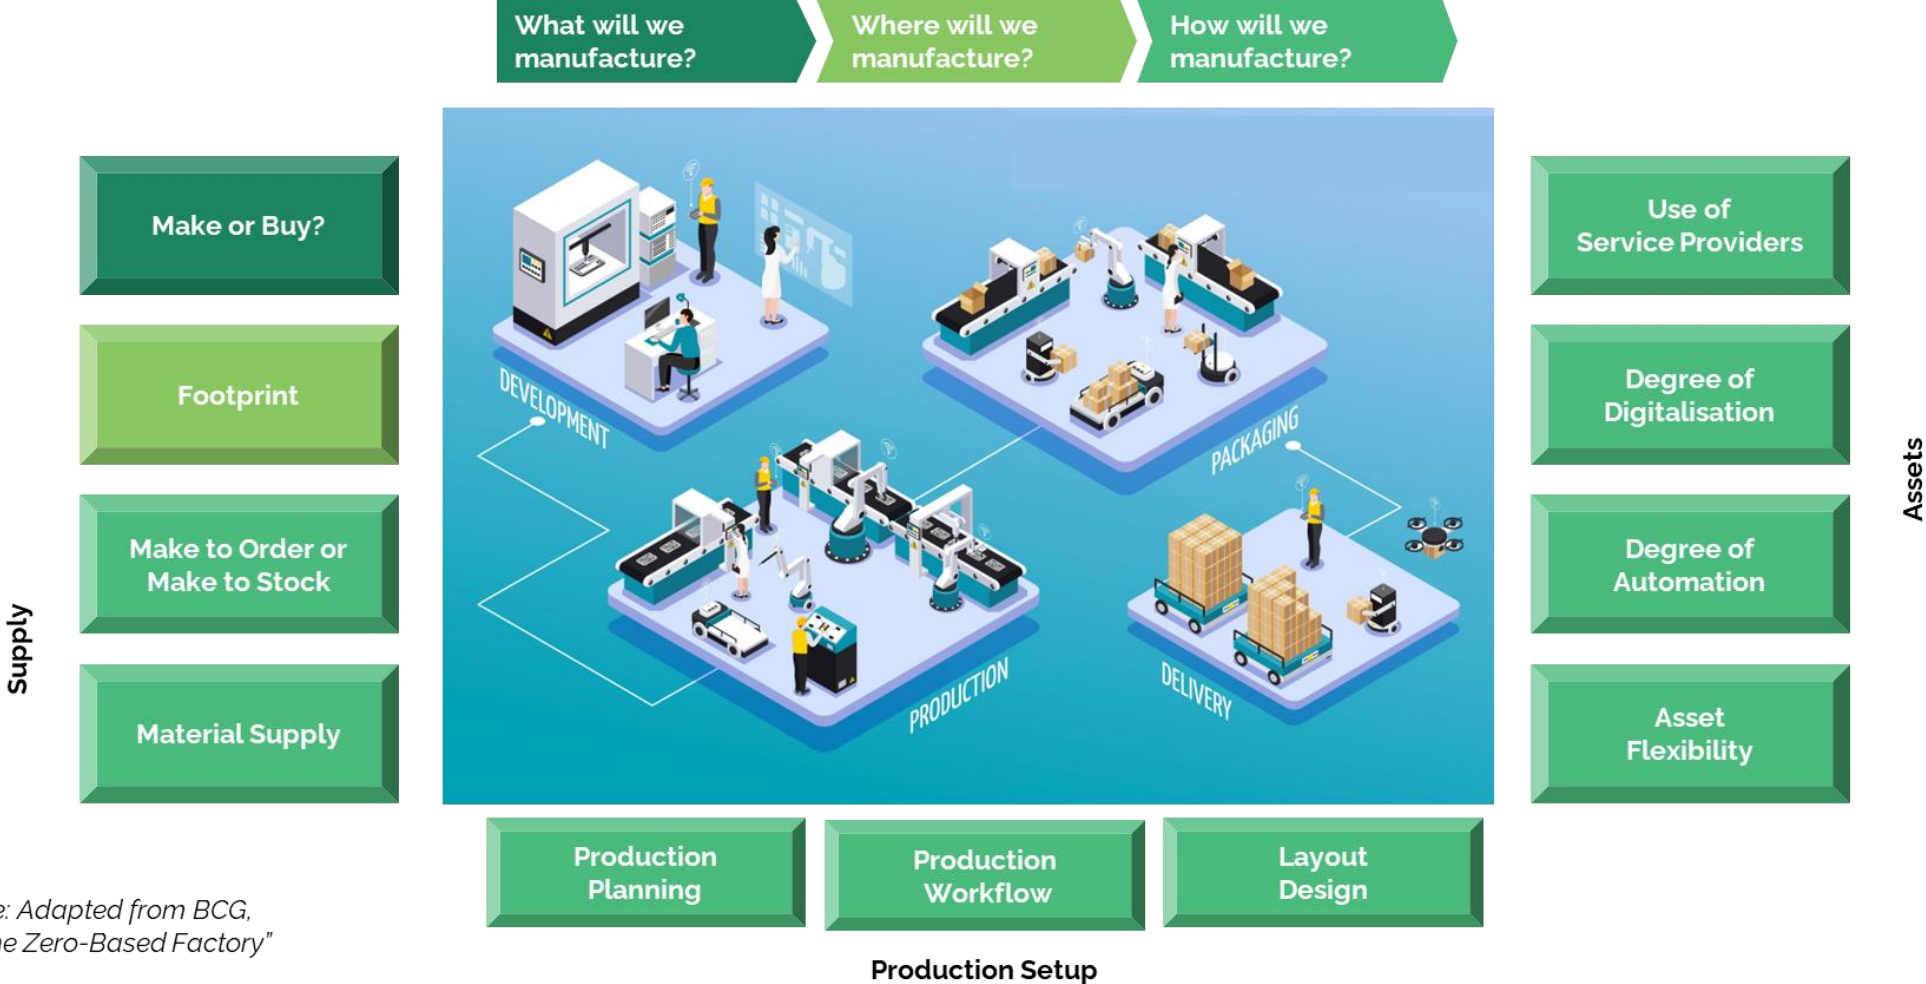 What will we
manufacture?
Where will we
manufacture?
How will we
manufacture?
Make or Buy?
Footprint
Make to Order or
Make to Stock
Material Supply
Supply
DEVELOPMENT
PACKAGING
PRODUCTION
DELIVERY
Use of
Service Providers
Degree of
Digitalisation
Degree of
Automation
Asset
Flexibility
Assets
Production
Planning
Production
Workflow
Layout
Design
Production Setup
e: Adapted from BCG,
ne Zero-Based Factory”